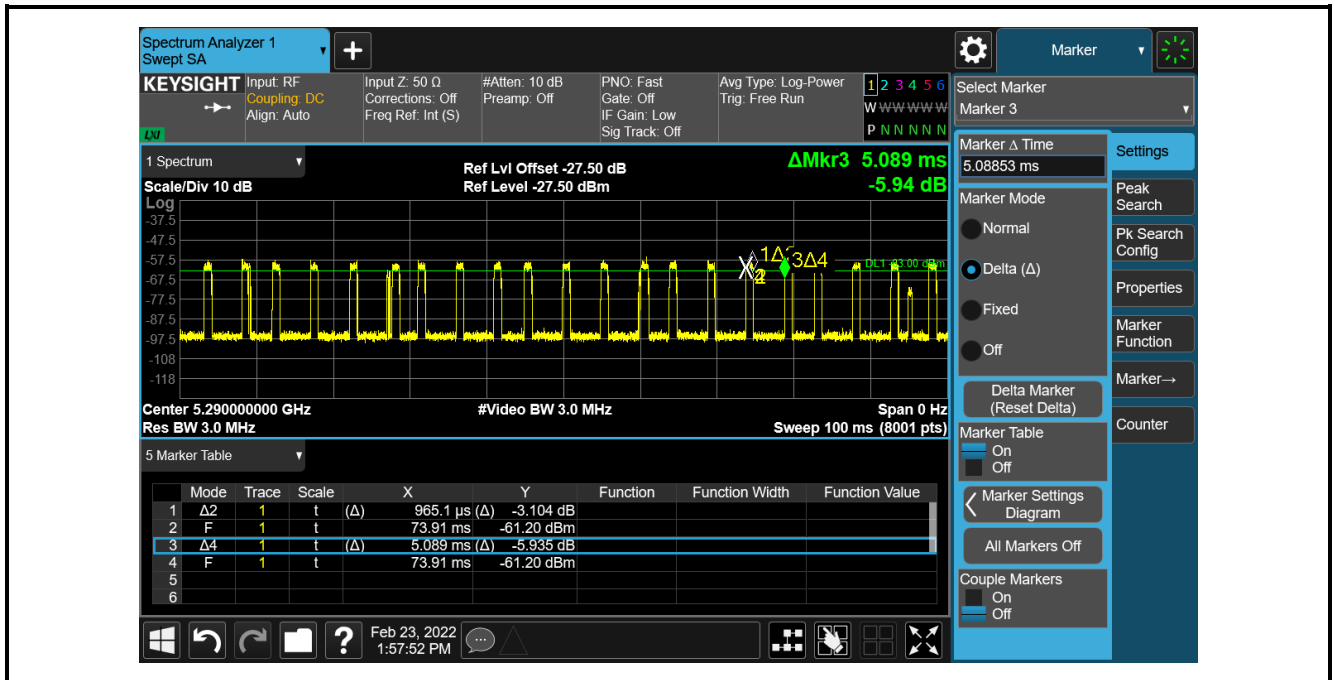 Spectrum Analyzer 1
Swept SA
+
Marker
KEYSIGHT
LXI
Input: RF
Coupling: DC
Align: Auto
Input Z: 50 Ω
Corrections: Off
Freq Ref: Int (S)
#Atten: 10 dB
Preamp: Off
PNO: Fast
Gate: Off
IF Gain: Low
Sig Track: Off
Avg Type: Log-Power
Trig: Free Run
1 2 3 4 5 6
W W W W W W
P N N N N N
Select Marker
Marker 3
1 Spectrum
Scale/Div 10 dB
Ref Lvl Offset -27.50 dB
Ref Level -27.50 dBm
ΔMkr3 5.089 ms
-5.94 dB
Log
-37.5
-47.5
-57.5
-67.5
-77.5
-87.5
-97.5
-108
-118
1Δ2
3Δ4
2
DL1 -63.00 dBm
Center 5.290000000 GHz
Res BW 3.0 MHz
#Video BW 3.0 MHz
Span 0 Hz
Sweep 100 ms (8001 pts)
5 Marker Table
Mode Trace Scale X Y Function Function Width Function Value
1 Δ2 1 t (Δ) 965.1 µs (Δ) -3.104 dB
2 F 1 t 73.91 ms -61.20 dBm
3 Δ4 1 t (Δ) 5.089 ms (Δ) -5.935 dB
4 F 1 t 73.91 ms -61.20 dBm
5
6
Marker Δ Time
5.08853 ms
Marker Mode
Normal
Delta (Δ)
Fixed
Off
Delta Marker
(Reset Delta)
Marker Table
On
Off
Marker Settings
Diagram
All Markers Off
Couple Markers
On
Off
Settings
Peak
Search
Pk Search
Config
Properties
Marker
Function
Marker→
Counter
?
Feb 23, 2022
1:57:52 PM